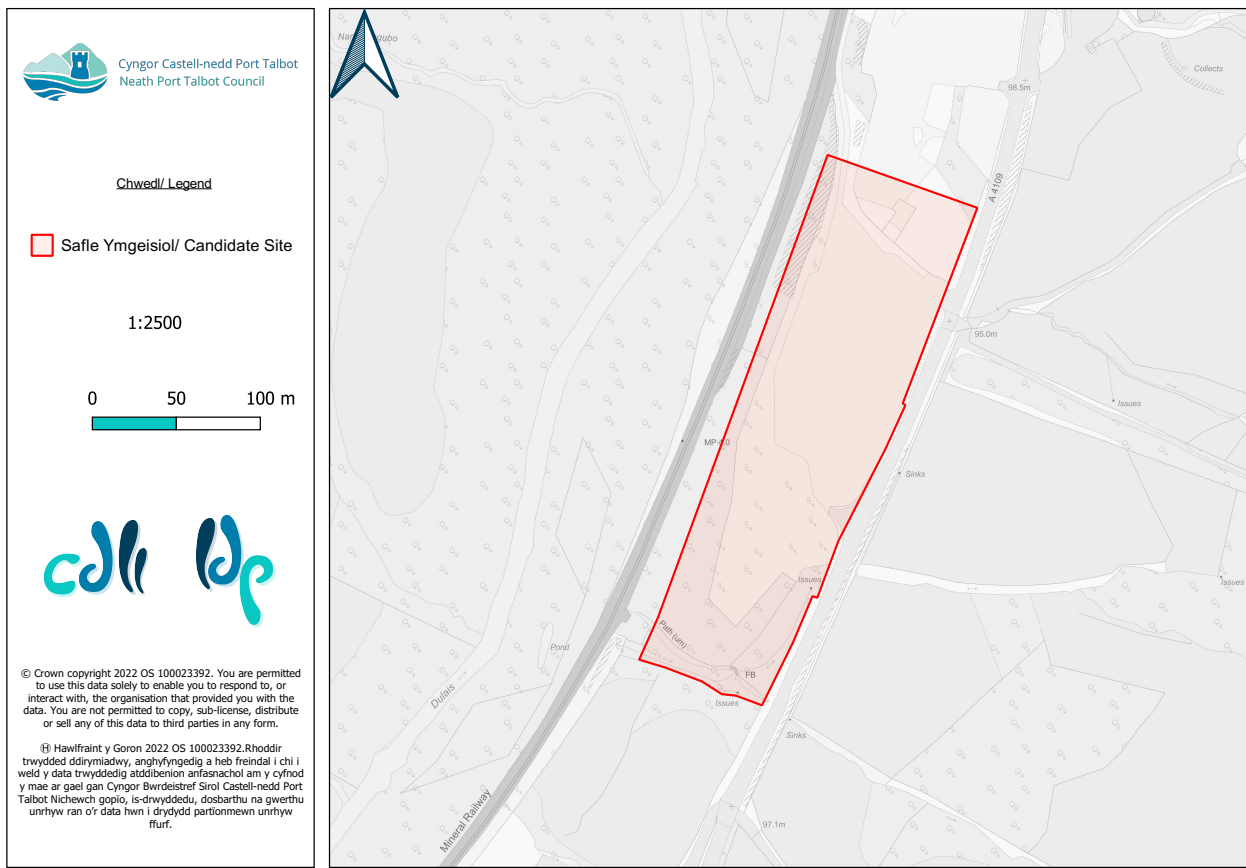 Cyngor Castell-nedd Port Talbot
Neath Port Talbot Council
Chwedl/ Legend
Safle Ymgeisiol/ Candidate Site
1:2500
0 50 100 m
cdll ldp
© Crown copyright 2022 OS 100023392. You are permitted
to use this data solely to enable you to respond to, or
interact with, the organisation that provided you with the
data. You are not permitted to copy, sub-license, distribute
or sell any of this data to third parties in any form.
Ⓗ Hawlfraint y Goron 2022 OS 100023392.Rhoddir
trwydded ddirymiadwy, anghyfyngedig a heb freindal i chi i
weld y data trwyddedig atddibenion anfasnachol am y cyfnod
y mae ar gael gan Cyngor Bwrdeistref Sirol Castell-nedd Port
Talbot Nichewch gopïo, is-drwyddedu, dosbarthu na gwerthu
unrhyw ran o'r data hwn i drydydd partïonmewn unrhyw
ffurf.
Collects
98.5m
A 4109
95.0m
Issues
MP 4.0
Sinks
Issues
Issues
Path (um)
Pond
FB
Issues
Dulais
Sinks
Mineral Railway
97.1m